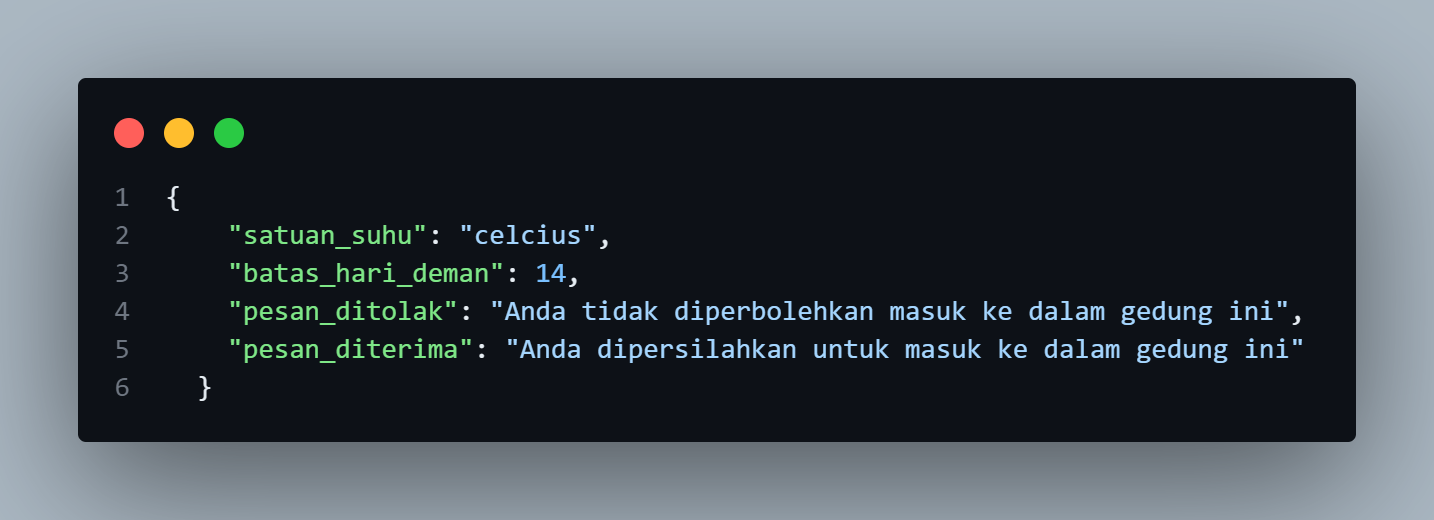 1 {
2     "satuan_suhu": "celcius",
3     "batas_hari_deman": 14,
4     "pesan_ditolak": "Anda tidak diperbolehkan masuk ke dalam gedung ini",
5     "pesan_diterima": "Anda dipersilahkan untuk masuk ke dalam gedung ini"
6   }